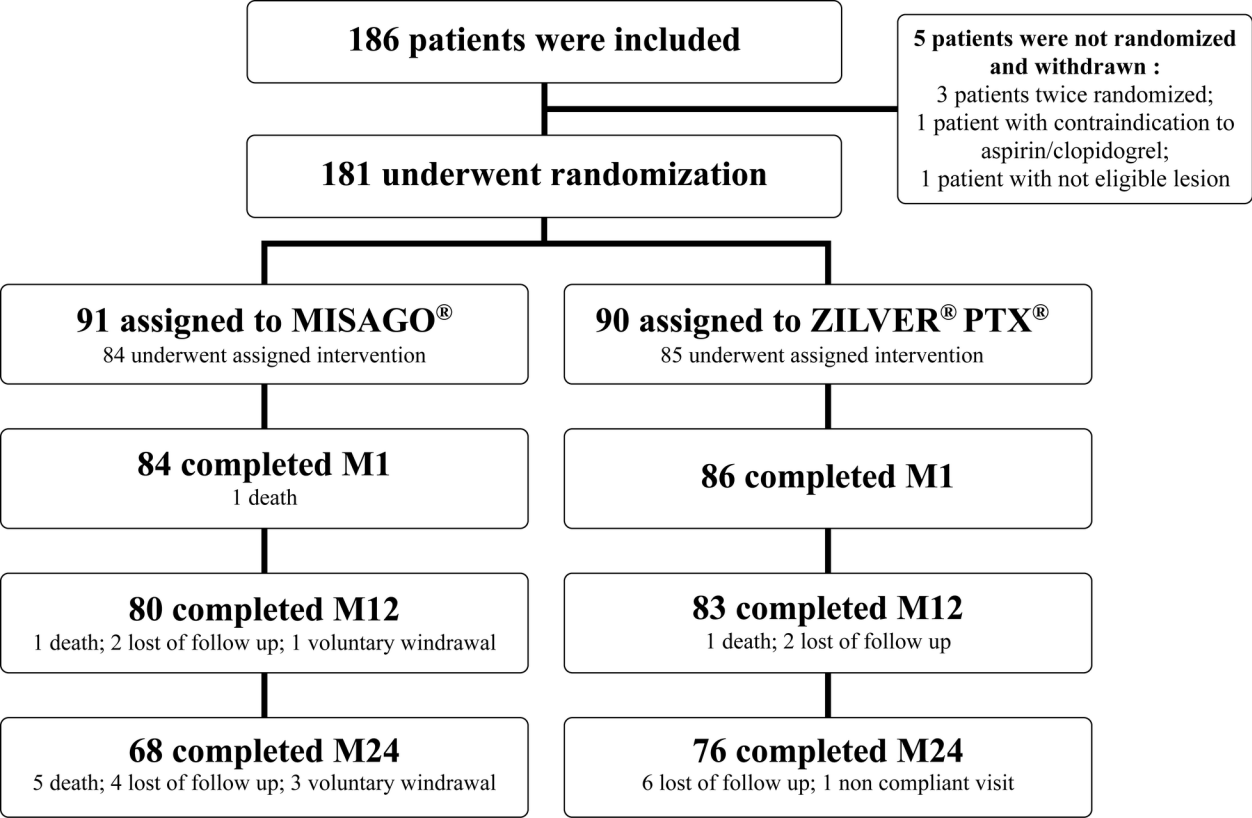 186 patients were included
5 patients were not randomized
and withdrawn :
3 patients twice randomized;
1 patient with contraindication to
aspirin/clopidogrel;
1 patient with not eligible lesion
181 underwent randomization
91 assigned to MISAGO®
84 underwent assigned intervention
90 assigned to ZILVER® PTX®
85 underwent assigned intervention
84 completed M1
1 death
86 completed M1
80 completed M12
1 death; 2 lost of follow up; 1 voluntary windrawal
83 completed M12
1 death; 2 lost of follow up
68 completed M24
5 death; 4 lost of follow up; 3 voluntary windrawal
76 completed M24
6 lost of follow up; 1 non compliant visit